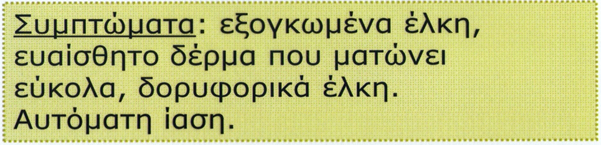 Συμπτώματα: εξογκωμένα έλκη,
ευαίσθητο δέρμα που ματώνει
εύκολα, δορυφορικά έλκη.
Αυτόματη ίαση.